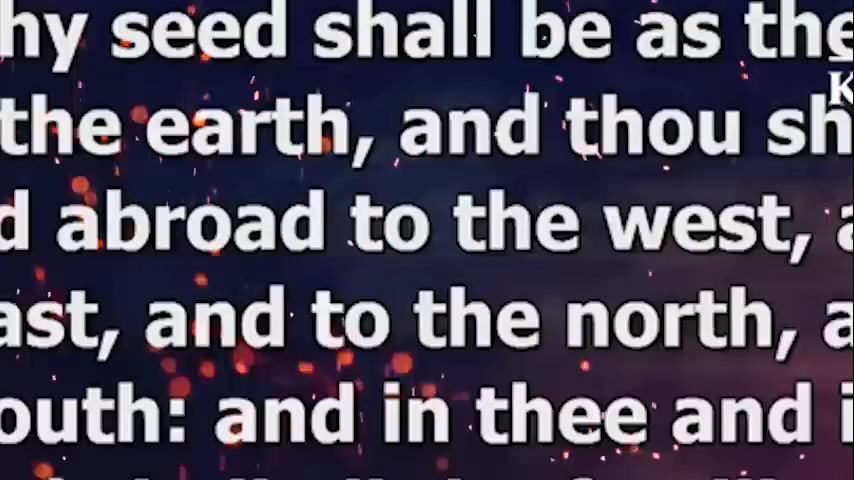 hy seed shall be as the
the earth, and thou sh
d abroad to the west, a
ast, and to the north, a
outh: and in thee and i
K